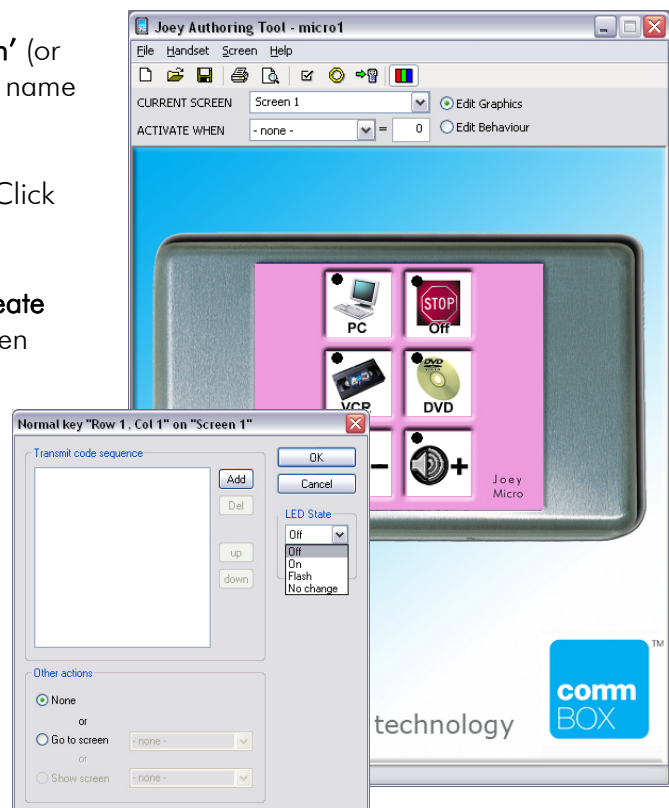 n' (or
name
Click
eate
en
Joey Authoring Tool - micro1
File Handset Screen Help
CURRENT SCREEN Screen 1 Edit Graphics
ACTIVATE WHEN - none - = 0 Edit Behaviour
PC
STOP
Off
VCR
DVD
DVD
-
+
Joey
Micro
Normal key "Row 1, Col 1" on "Screen 1"
Transmit code sequence
Add
Del
up
down
OK
Cancel
LED State
Off
Off
On
Flash
No change
Other actions
None
or
Go to screen - none -
or
Show screen - none -
technology
comm
BOX
TM